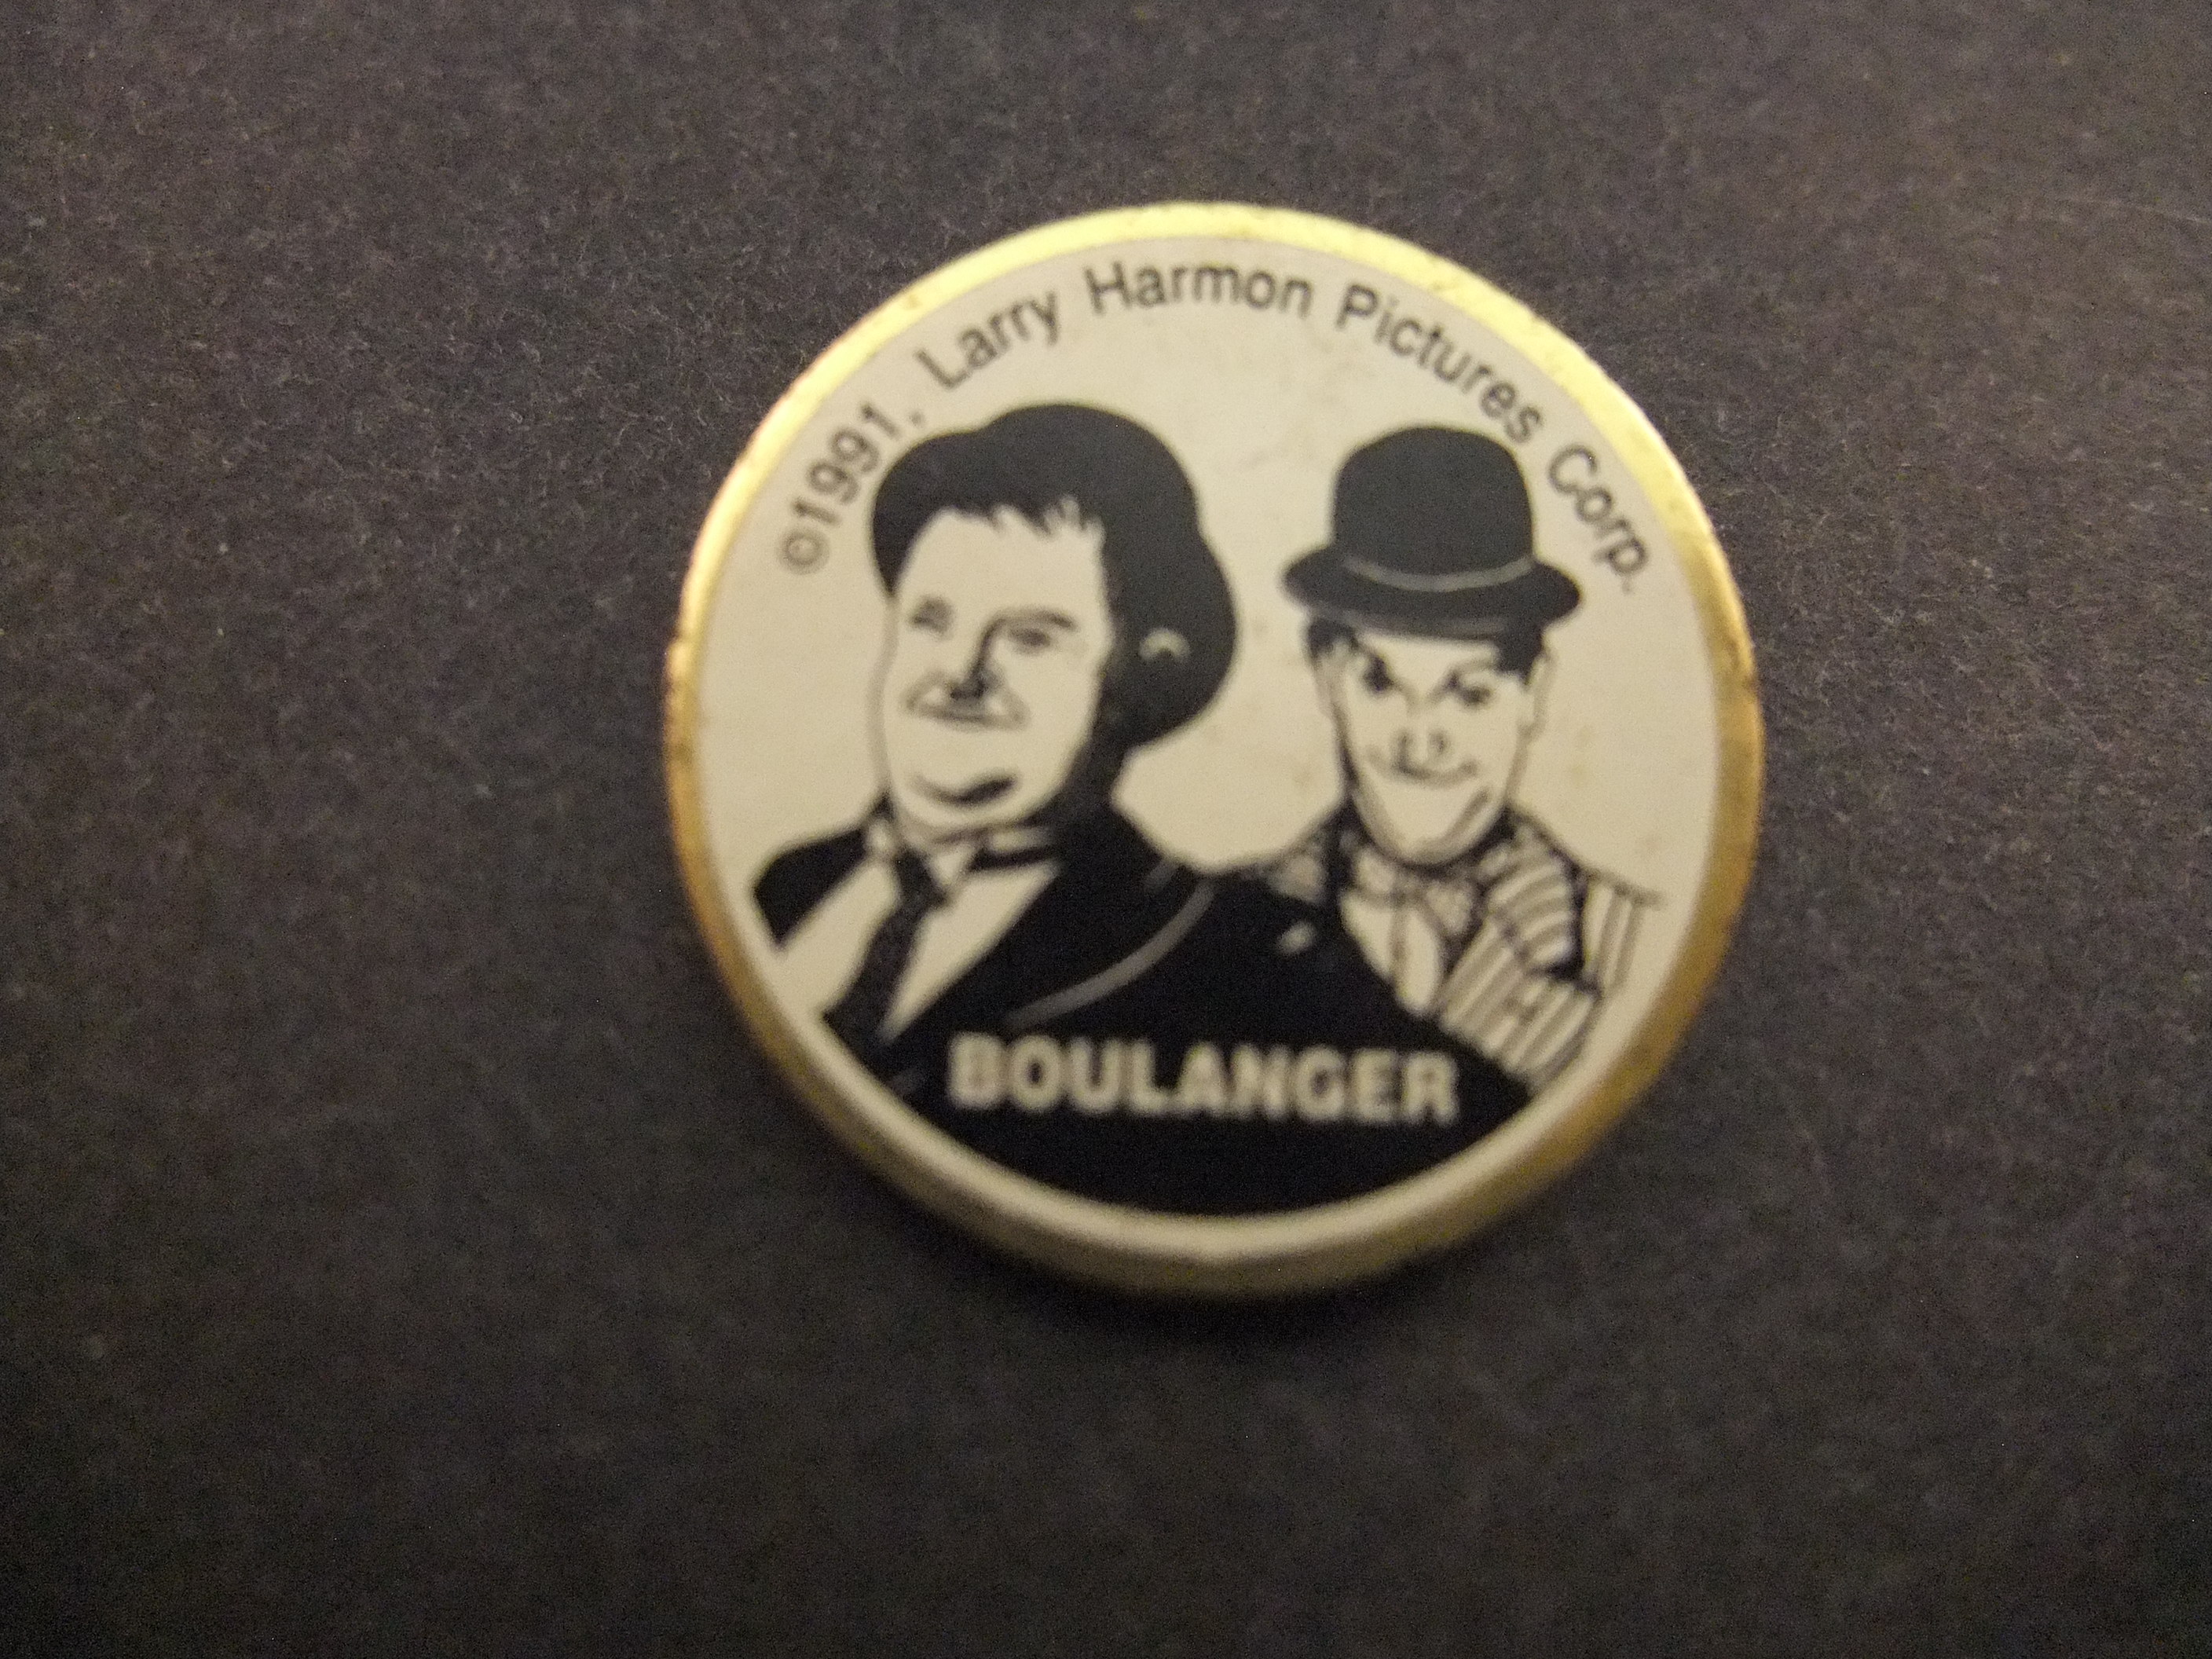 ©1991, Larry Harmon Pictures Corp.
BOULANGER